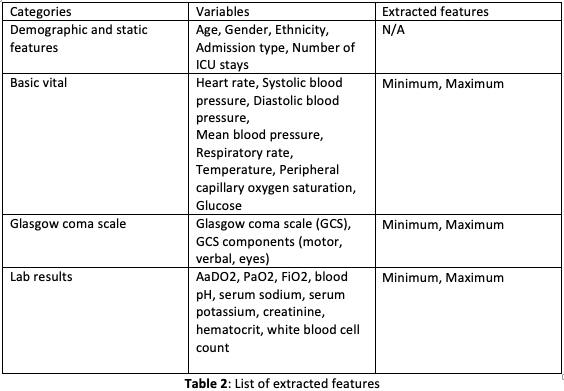 Categories Variables Extracted features
Demographic and static features Age, Gender, Ethnicity, Admission type, Number of ICU stays N/A
Basic vital Heart rate, Systolic blood pressure, Diastolic blood pressure, Mean blood pressure, Respiratory rate, Temperature, Peripheral capillary oxygen saturation, Glucose Minimum, Maximum
Glasgow coma scale Glasgow coma scale (GCS), GCS components (motor, verbal, eyes) Minimum, Maximum
Lab results AaDO2, PaO2, FiO2, blood pH, serum sodium, serum potassium, creatinine, hematocrit, white blood cell count Minimum, Maximum
Table 2: List of extracted features